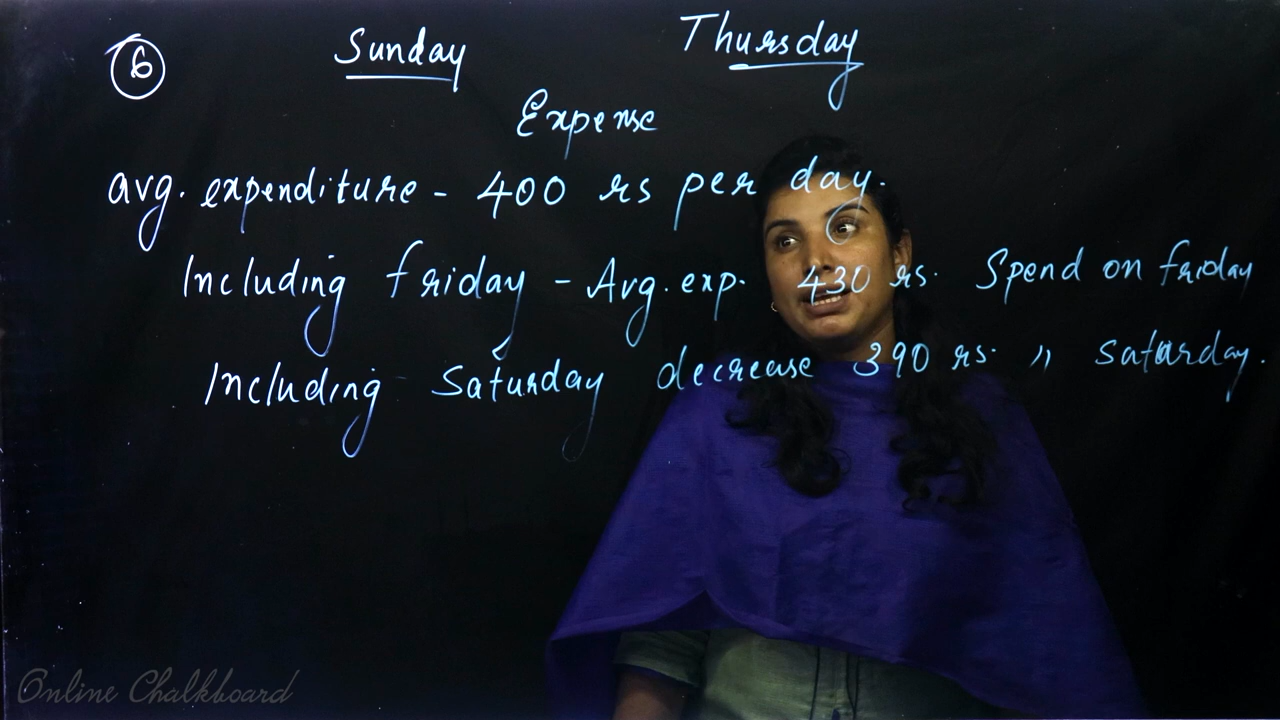 6 Sunday Thursday
Expense
avg. expenditure - 400 rs per day.
Including friday - Avg. exp. 430 rs. Spend on friday
Including Saturday decrease 390 rs. " saturday.
Online Chalkboard